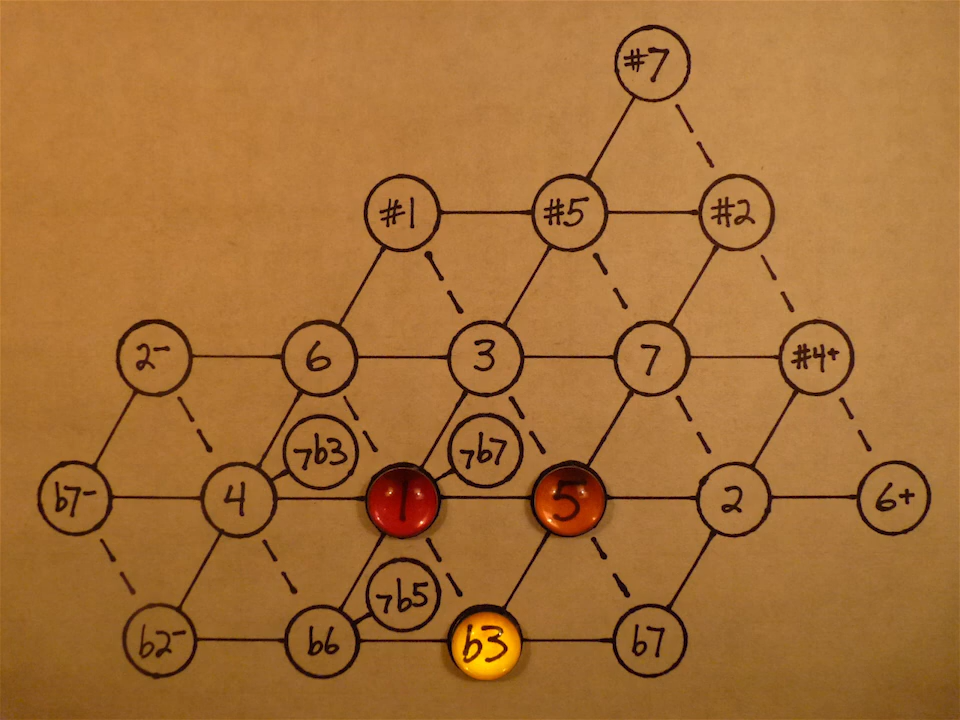 #7
#1 #5 #2
2- 6 3 7 #4+
7b3 7b7
b7- 4 1 5 2 6+
7b5
b2- b6 b3 b7